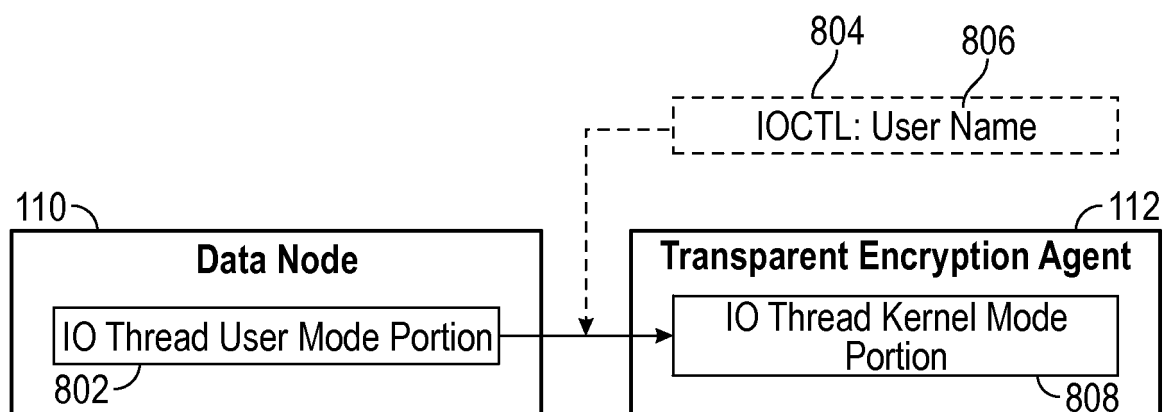 804
806
IOCTL: User Name
110
112
Data Node
Transparent Encryption Agent
IO Thread User Mode Portion
IO Thread Kernel Mode
Portion
802
808